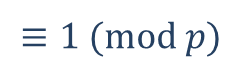 ≡ 1 (mod p)